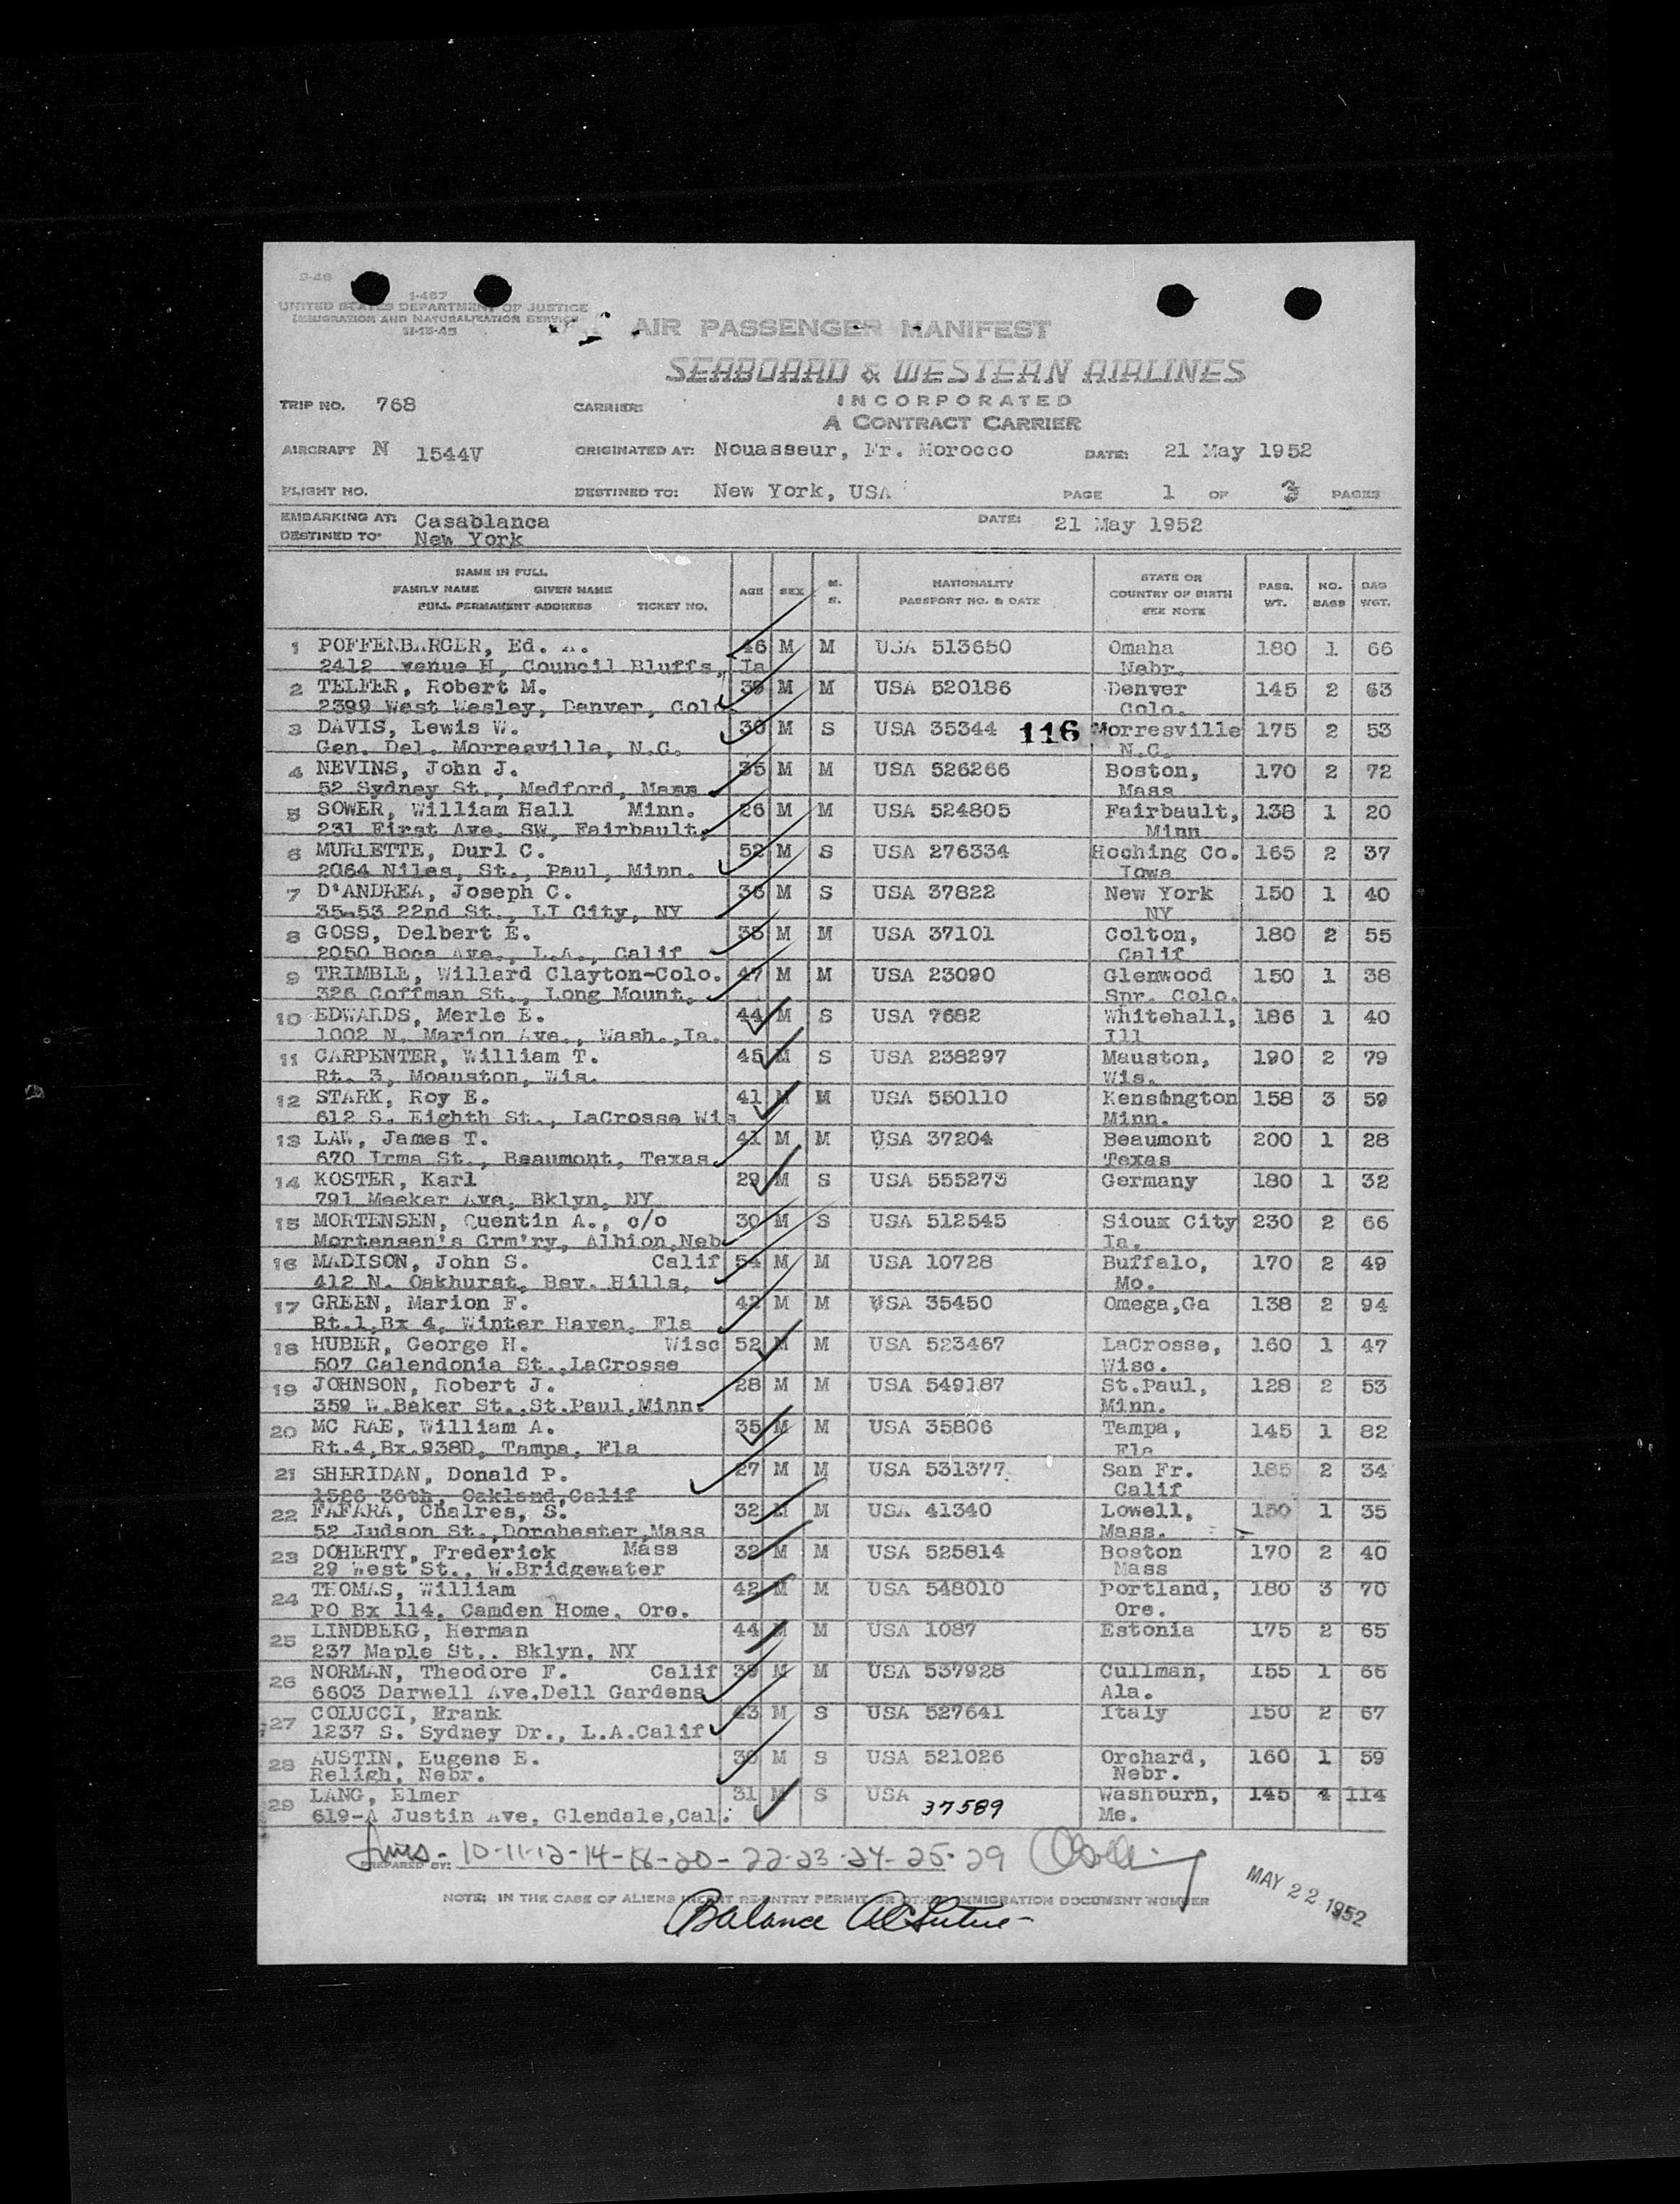 9-46
I-467
UNITED STATES DEPARTMENT OF JUSTICE
IMMIGRATION AND NATURALIZATION SERVICE
11-15-45
AIR PASSENGER MANIFEST
SEABOARD & WESTERN AIRLINES
INCORPORATED
A CONTRACT CARRIER
TRIP NO. 768 CARRIER:
AIRCRAFT N 1544V ORIGINATED AT: Nouasseur, Fr. Morocco DATE: 21 May 1952
FLIGHT NO. DESTINED TO: New York, USA PAGE 1 OF 3 PAGES
EMBARKING AT: Casablanca DATE: 21 May 1952
DESTINED TO: New York
NAME IN FULL
FAMILY NAME GIVEN NAME
FULL PERMANENT ADDRESS TICKET NO. AGE SEX M. S. NATIONALITY PASSPORT NO. & DATE STATE OR COUNTRY OF BIRTH SEE NOTE PASS. WT. NO. BAGS BAG WGT.
1 POFFENBARGER, Ed. A. 46 M M USA 513650 Omaha 180 1 66
2412 Avenue H, Council Bluffs, Ia Nebr.
2 TELFER, Robert M. 39 M M USA 520186 Denver 145 2 63
2399 West Wesley, Denver, Colo. Colo.
3 DAVIS, Lewis W. 30 M S USA 35344 116 Morresville 175 2 53
Gen. Del. Morresville, N.C. N.C.
4 NEVINS, John J. 35 M M USA 526266 Boston, 170 2 72
52 Sydney St., Medford, Mass Mass
5 SOWER, William Hall Minn. 26 M M USA 524805 Fairbault, 138 1 20
231 First Ave. SW, Fairbault, Minn
6 MURLETTE, Durl C. 52 M S USA 276334 Hoching Co. 165 2 37
2064 Niles, St., Paul, Minn. Iowa
7 D'ANDREA, Joseph C. 36 M S USA 37822 New York 150 1 40
35-53 22nd St., LI City, NY NY
8 GOSS, Delbert E. 38 M M USA 37101 Colton, 180 2 55
2050 Boca Ave., L.A., Calif Calif
9 TRIMBLE, Willard Clayton-Colo. 47 M M USA 23090 Glenwood 150 1 38
326 Coffman St., Long Mount, Spr. Colo.
10 EDWARDS, Merle E. 44 M S USA 7682 Whitehall, 186 1 40
1002 N. Marion Ave., Wash.,Ia. Ill
11 CARPENTER, William T. 45 M S USA 238297 Mauston, 190 2 79
Rt. 3, Moauston, Wis. Wis.
12 STARK, Roy E. 41 M M USA 550110 Kensington 158 3 59
612 S. Eighth St., LaCrosse Wis Minn.
13 LAW, James T. 41 M M USA 37204 Beaumont 200 1 28
670 Irma St., Beaumont, Texas Texas
14 KOSTER, Karl 29 M S USA 555275 Germany 180 1 32
791 Meeker Ave, Bklyn, NY
15 MORTENSEN, Quentin A., c/o 30 M S USA 512545 Sioux City 230 2 66
Mortensen's Crm'ry, Albion,Neb Ia.
16 MADISON, John S. Calif 54 M M USA 10728 Buffalo, 170 2 49
412 N. Oakhurst, Bev. Hills, Mo.
17 GREEN, Marion F. 42 M M USA 35450 Omega,Ga 138 2 94
Rt.1,Bx 4, Winter Haven, Fla
18 HUBER, George H. Wisc 52 M M USA 523467 LaCrosse, 160 1 47
507 Calendonia St.,LaCrosse Wisc.
19 JOHNSON, Robert J. 28 M M USA 549187 St.Paul, 128 2 53
359 W.Baker St.,St.Paul,Minn. Minn.
20 MC RAE, William A. 35 M M USA 35806 Tampa, 145 1 82
Rt.4,Bx.938D, Tampa, Fla Fla
21 SHERIDAN, Donald P. 27 M M USA 531377 San Fr. 185 2 34
1526 36th, Oakland,Calif Calif
22 FAFARA, Chalres, S. 32 M M USA 41340 Lowell, 150 1 35
52 Judson St.,Dorchester,Mass Mass.
23 DOHERTY, Frederick Mass 32 M M USA 525814 Boston 170 2 40
29 West St., W.Bridgewater Mass
24 THOMAS, William 42 M M USA 548010 Portland, 180 3 70
PO Bx 114, Camden Home, Ore. Ore.
25 LINDBERG, Herman 44 M M USA 1087 Estonia 175 2 65
237 Maple St., Bklyn, NY
26 NORMAN, Theodore F. Calif 39 M M USA 537928 Cullman, 155 1 66
6603 Darwell Ave.Dell Gardens Ala.
27 COLUCCI, Frank 43 M S USA 527641 Italy 150 2 67
1237 S. Sydney Dr., L.A.Calif
28 AUSTIN, Eugene E. 30 M S USA 521026 Orchard, 160 1 59
Religh, Nebr. Nebr.
29 LANG, Elmer 31 M S USA 37589 Washburn, 145 4 114
619-A Justin Ave, Glendale,Cal. Me.
PREPARED BY: 10-11-12-14-18-20-22-23-24-25-29
NOTE: IN THE CASE OF ALIENS INSERT RE-ENTRY PERMIT OR OTHER IMMIGRATION DOCUMENT NUMBER
MAY 22 1952
Balance